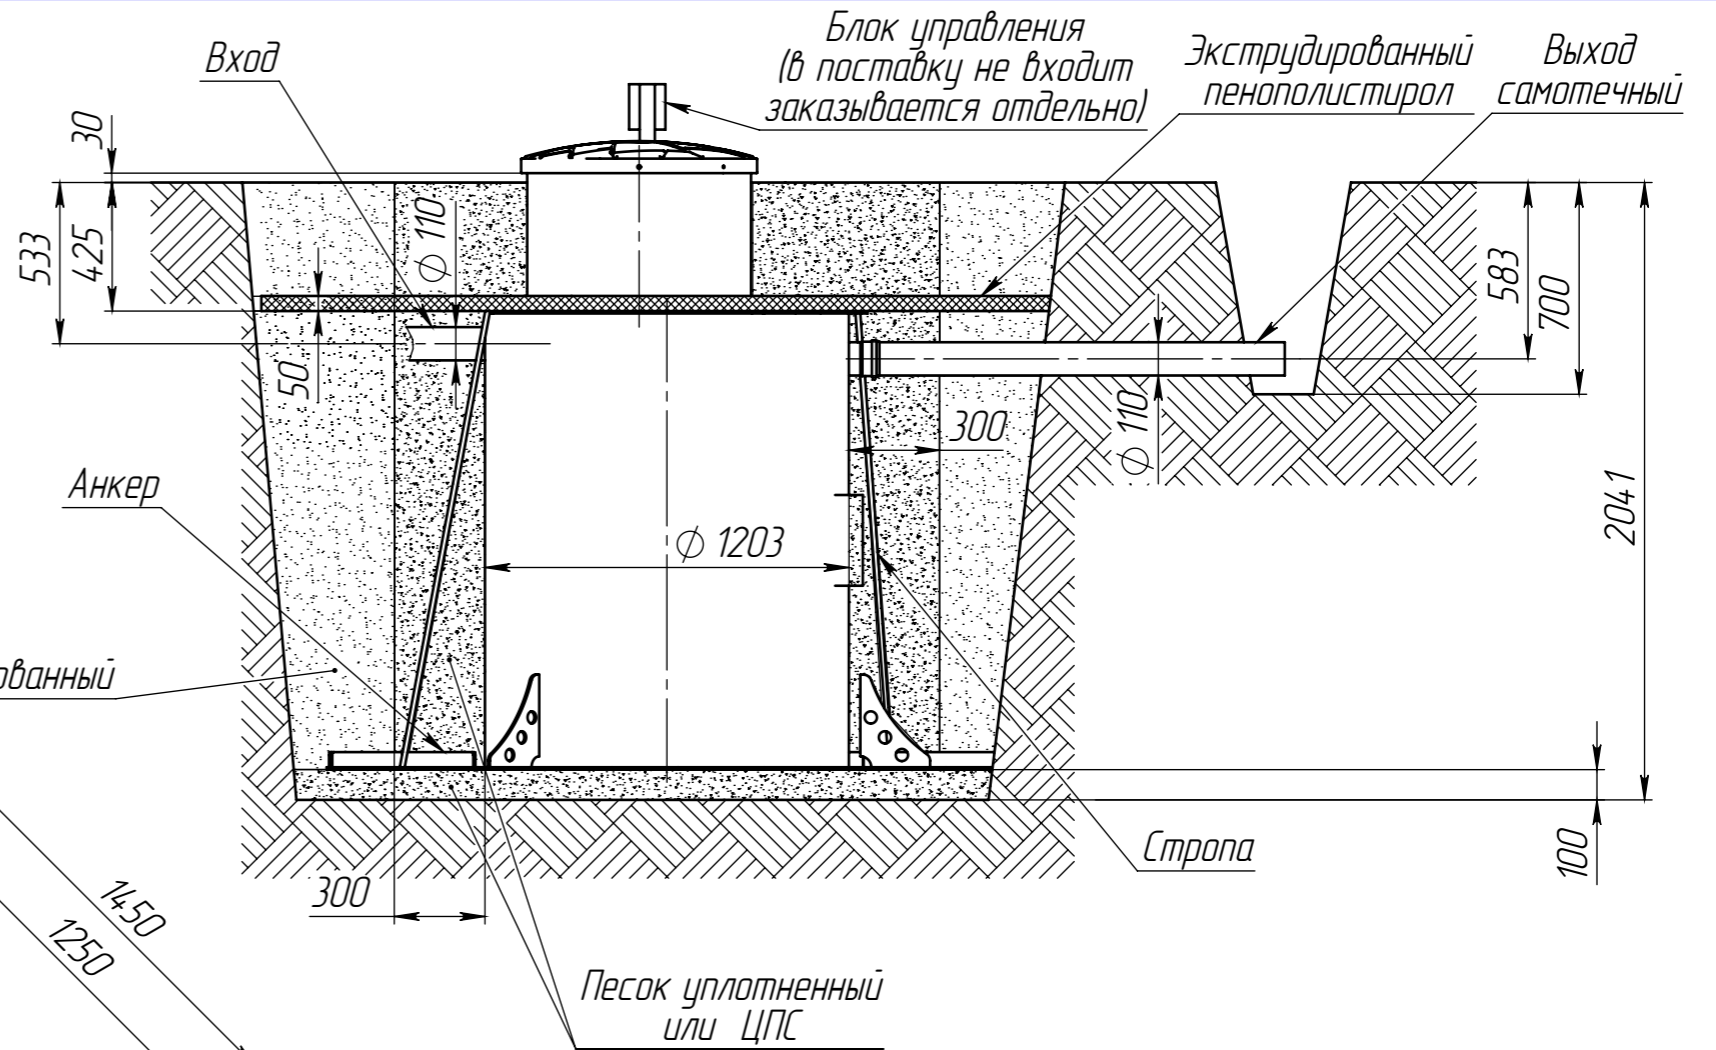 Вход
Блок управления
(в поставку не входит
заказывается отдельно)
Экструдированный
пенополистирол
Выход
самотечный
30
533
425
∅ 110
50
583
700
∅ 110
300
2041
Анкер
∅ 1203
ованный
Стропа
100
300
1450
1250
Песок уплотненный
или ЦПС